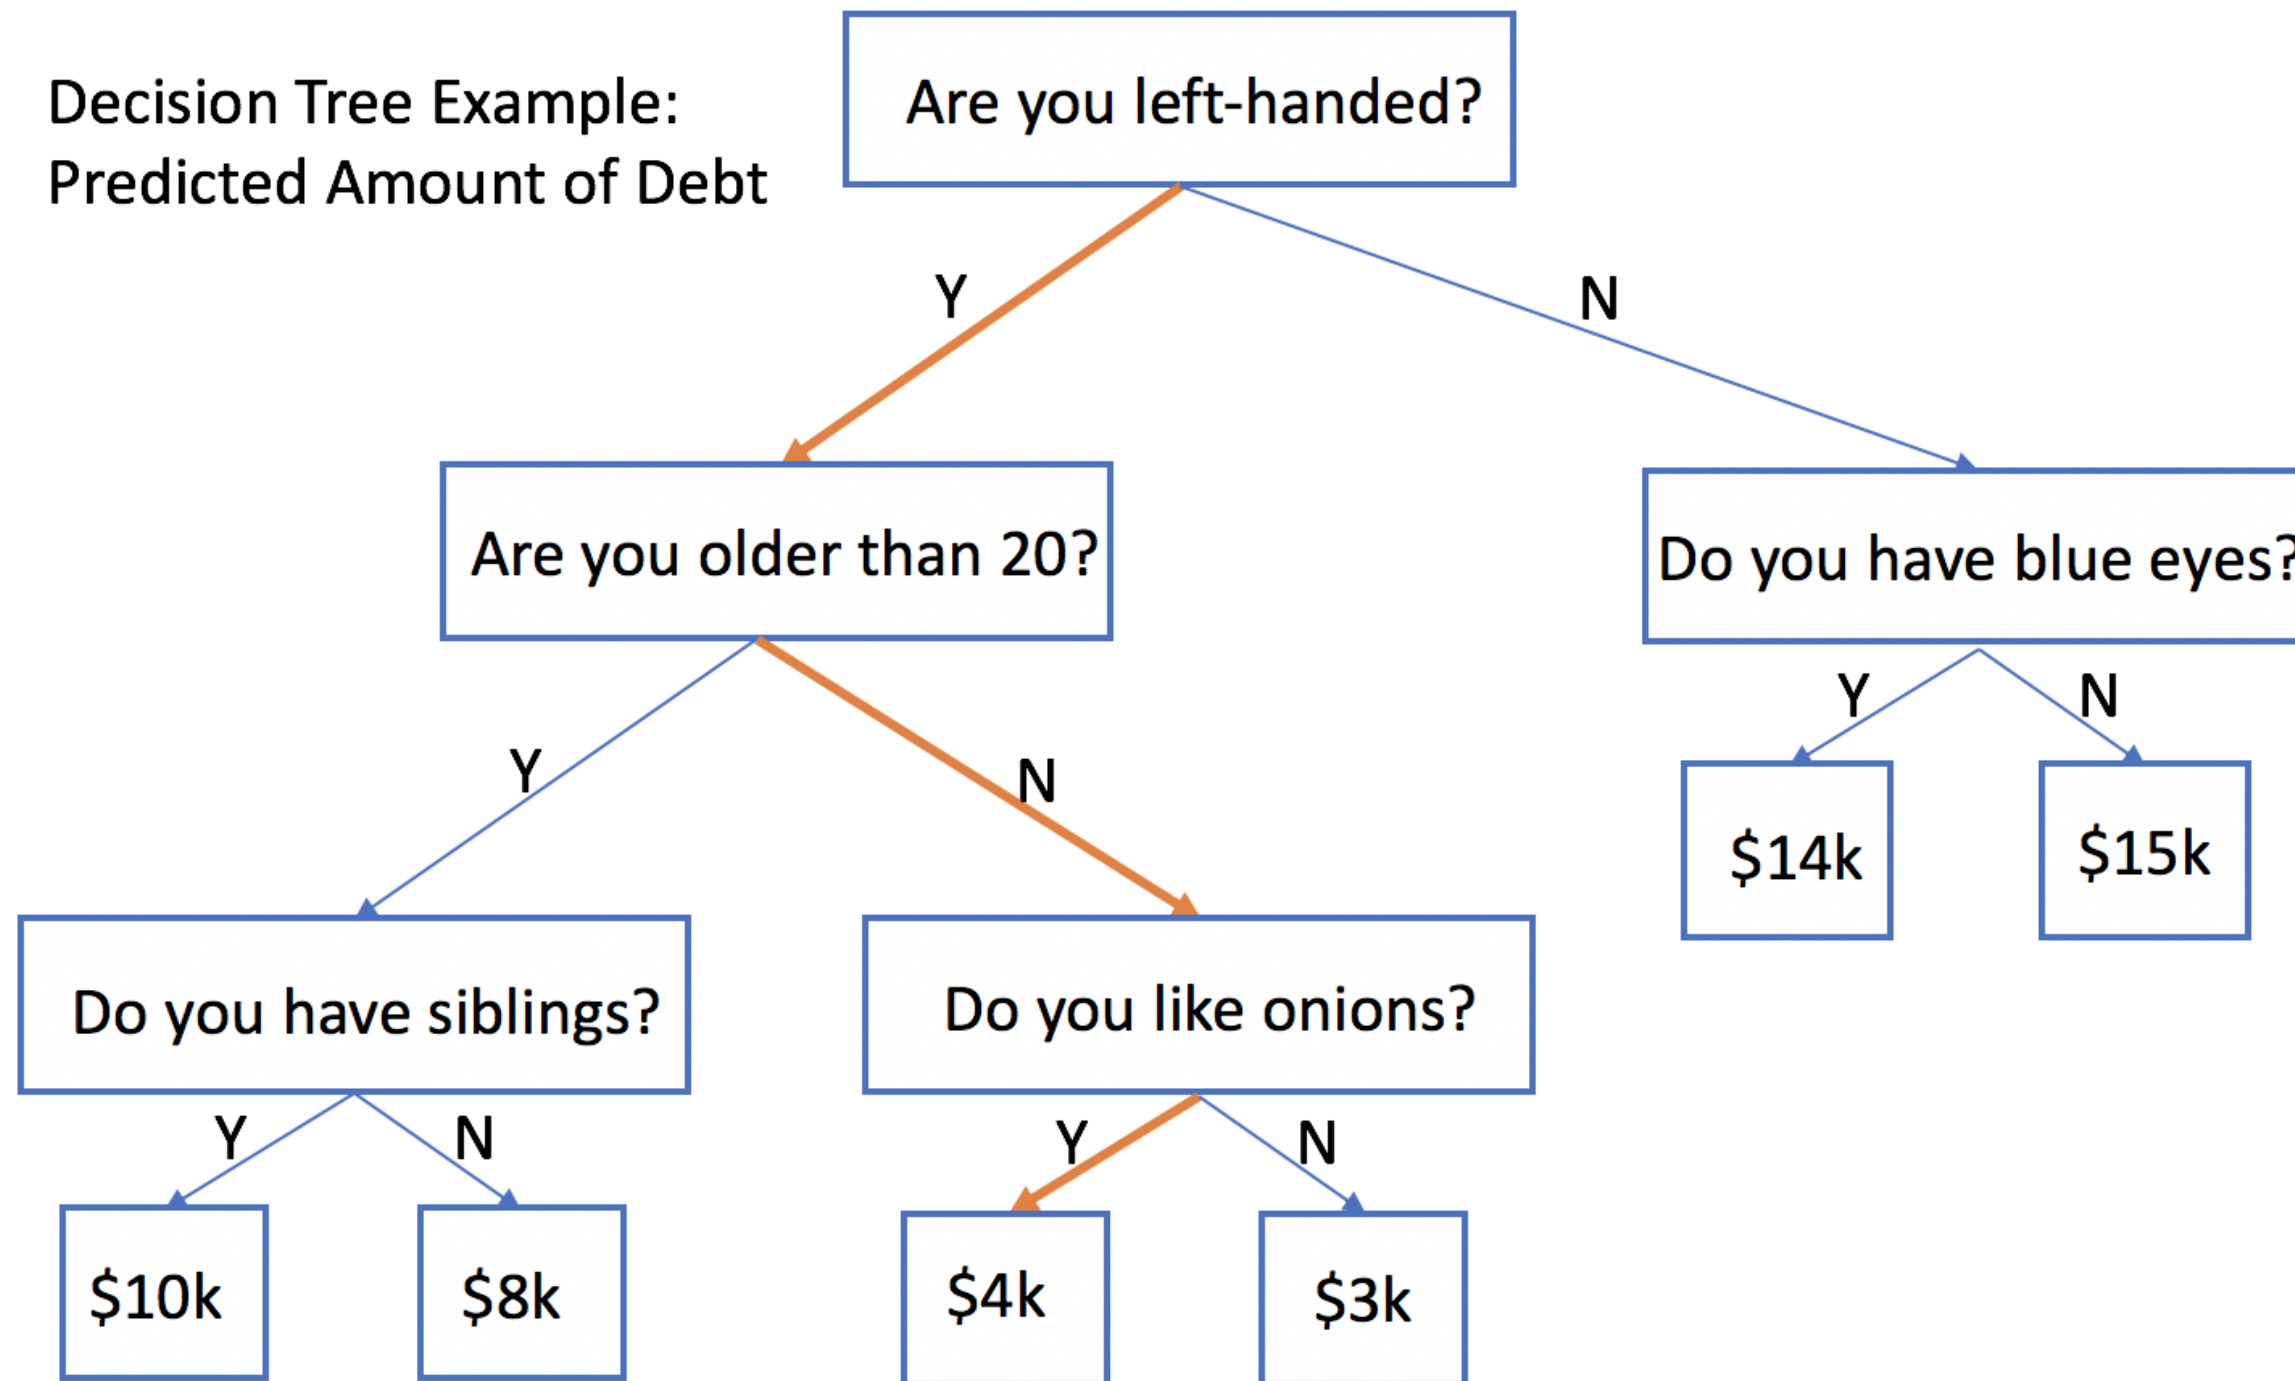 Decision Tree Example:
Predicted Amount of Debt
Are you left-handed?
Y
N
Are you older than 20?
Do you have blue eyes?
Y
N
Y
N
$14k
$15k
Do you have siblings?
Do you like onions?
Y
N
Y
N
$10k
$8k
$4k
$3k